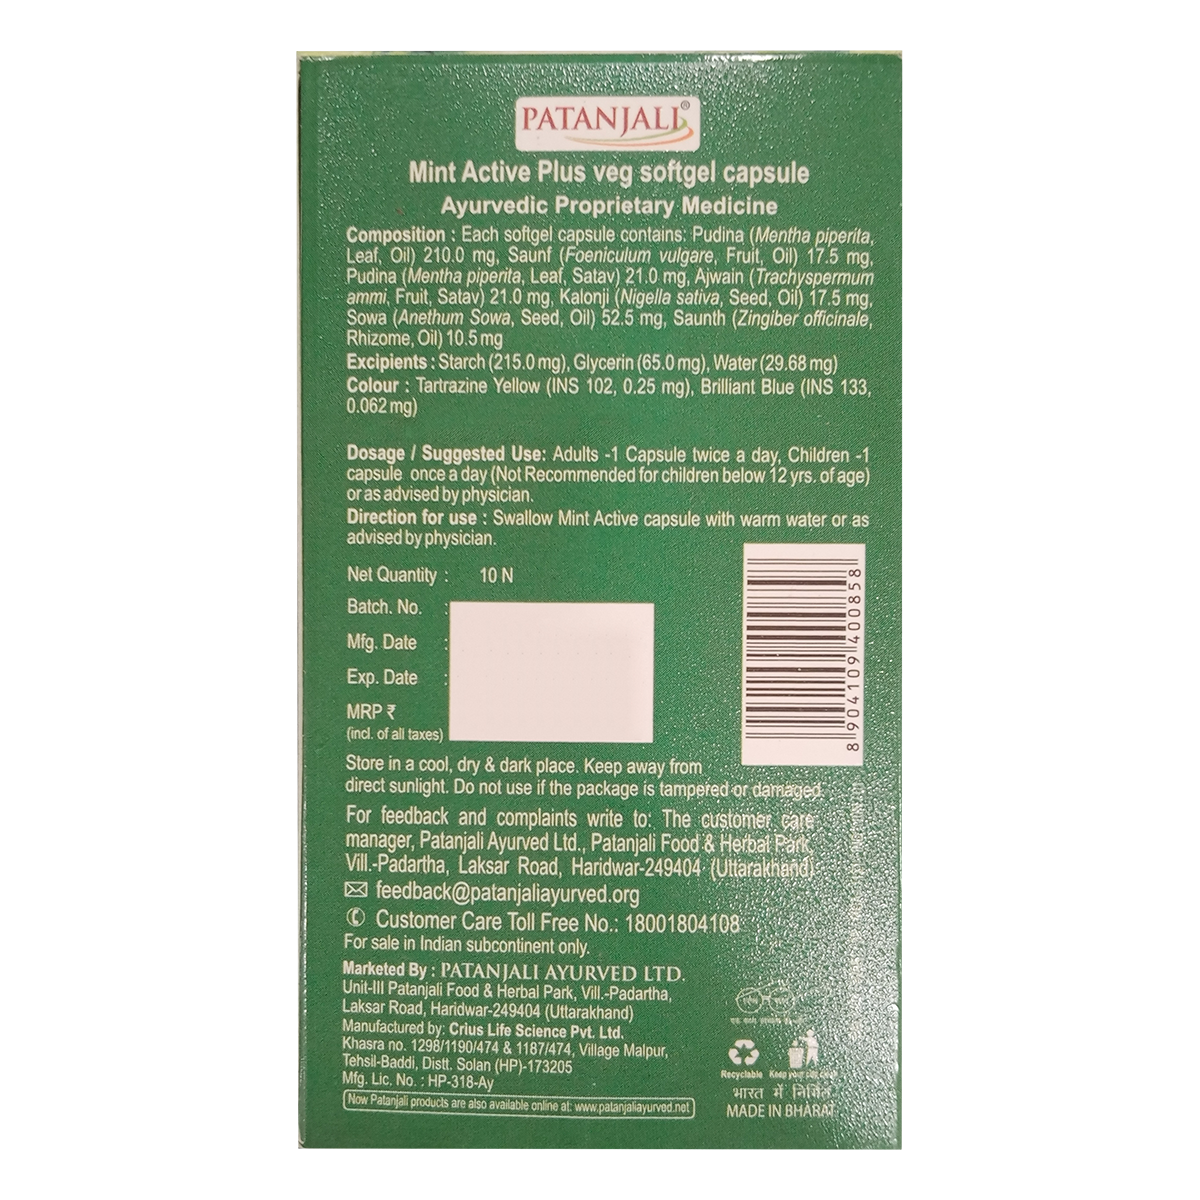 PATANJALI®
Mint Active Plus veg softgel capsule
Ayurvedic Proprietary Medicine
Composition : Each softgel capsule contains: Pudina (Mentha piperita,
Leaf, Oil) 210.0 mg, Saunf (Foeniculum vulgare, Fruit, Oil) 17.5 mg,
Pudina (Mentha piperita, Leaf, Satav) 21.0 mg, Ajwain (Trachyspermum
ammi, Fruit, Satav) 21.0 mg, Kalonji (Nigella sativa, Seed, Oil) 17.5 mg,
Sowa (Anethum Sowa, Seed, Oil) 52.5 mg, Saunth (Zingiber officinale,
Rhizome, Oil) 10.5 mg
Excipients : Starch (215.0 mg), Glycerin (65.0 mg), Water (29.68 mg)
Colour : Tartrazine Yellow (INS 102, 0.25 mg), Brilliant Blue (INS 133,
0.062 mg)
Dosage / Suggested Use: Adults -1 Capsule twice a day, Children -1
capsule once a day (Not Recommended for children below 12 yrs. of age)
or as advised by physician.
Direction for use : Swallow Mint Active capsule with warm water or as
advised by physician.
Net Quantity : 10 N
Batch. No. :
Mfg. Date :
Exp. Date :
MRP ₹
(incl. of all taxes)
8 904109 400858
Store in a cool, dry & dark place. Keep away from
direct sunlight. Do not use if the package is tampered or damaged.
For feedback and complaints write to: The customer care
manager, Patanjali Ayurved Ltd., Patanjali Food & Herbal Park,
Vill.-Padartha, Laksar Road, Haridwar-249404 (Uttarakhand)
feedback@patanjaliayurved.org
Customer Care Toll Free No.: 18001804108
For sale in Indian subcontinent only.
Marketed By : PATANJALI AYURVED LTD.
Unit-III Patanjali Food & Herbal Park, Vill.-Padartha,
Laksar Road, Haridwar-249404 (Uttarakhand)
Manufactured by: Crius Life Science Pvt. Ltd.
Khasra no. 1298/1190/474 & 1187/474, Village Malpur,
Tehsil-Baddi, Distt. Solan (HP)-173205
Mfg. Lic. No. : HP-318-Ay
Now Patanjali products are also available online at: www.patanjaliayurved.net
Recyclable Keep your
भारत में निर्मित
MADE IN BHARAT